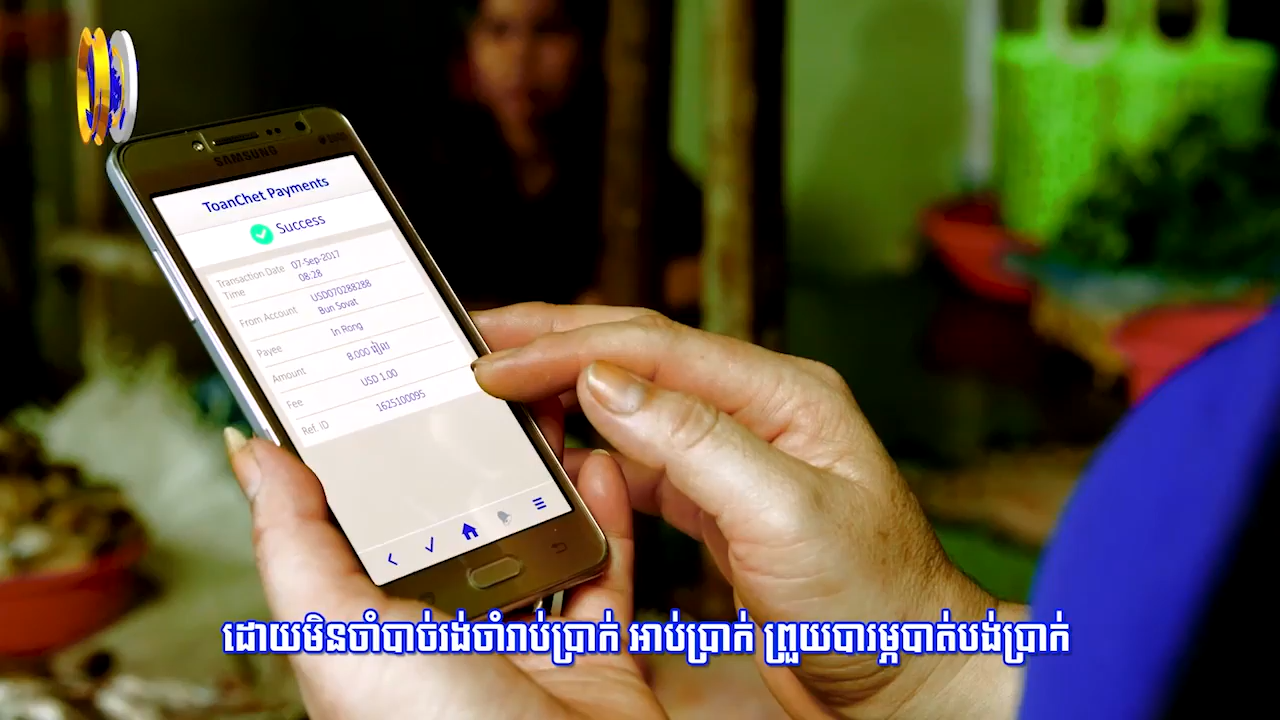 SAMSUNG
ToanChet Payments
Success
Transaction Date Time
07-Sep-2017 08:28
From Account
USD070288288 Bun Sovat
Payee
In Rong
Amount
8.000 រៀល
Fee
USD 1.00
Ref. ID
1625100095
ដោយមិនចាំបាច់រង់ចាំរាប់ប្រាក់ អាប់ប្រាក់ ព្រួយបារម្ភបាត់បង់ប្រាក់